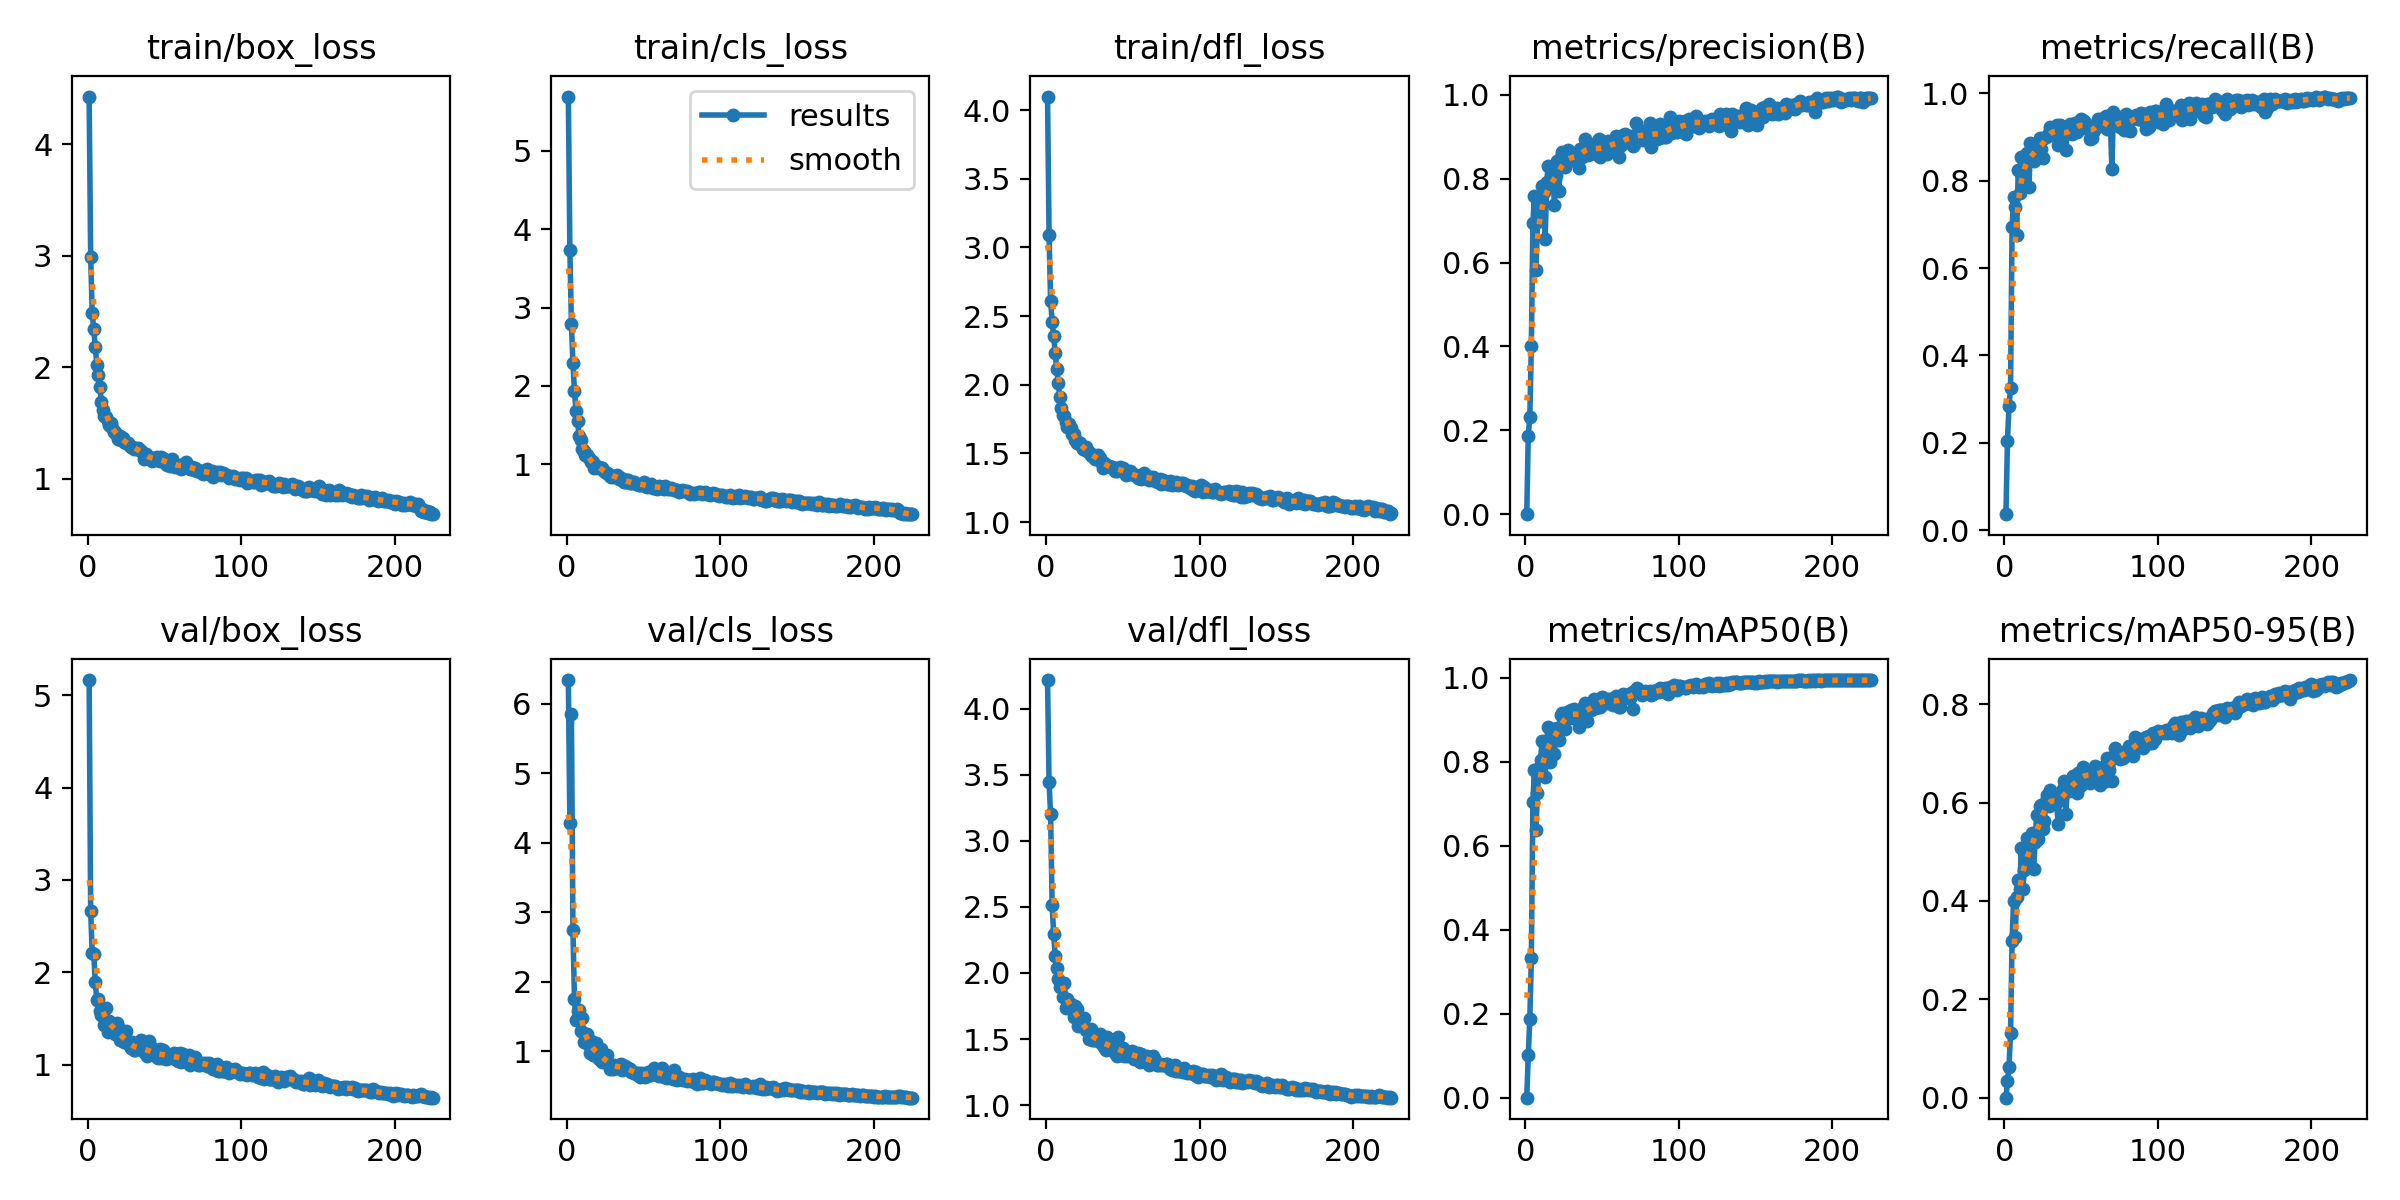 train/box_loss
4
3
2
1
0 100 200
train/cls_loss
results
smooth
5
4
3
2
1
0 100 200
train/dfl_loss
4.0
3.5
3.0
2.5
2.0
1.5
1.0
0 100 200
metrics/precision(B)
1.0
0.8
0.6
0.4
0.2
0.0
0 100 200
metrics/recall(B)
1.0
0.8
0.6
0.4
0.2
0.0
0 100 200
val/box_loss
5
4
3
2
1
0 100 200
val/cls_loss
6
5
4
3
2
1
0 100 200
val/dfl_loss
4.0
3.5
3.0
2.5
2.0
1.5
1.0
0 100 200
metrics/mAP50(B)
1.0
0.8
0.6
0.4
0.2
0.0
0 100 200
metrics/mAP50-95(B)
0.8
0.6
0.4
0.2
0.0
0 100 200